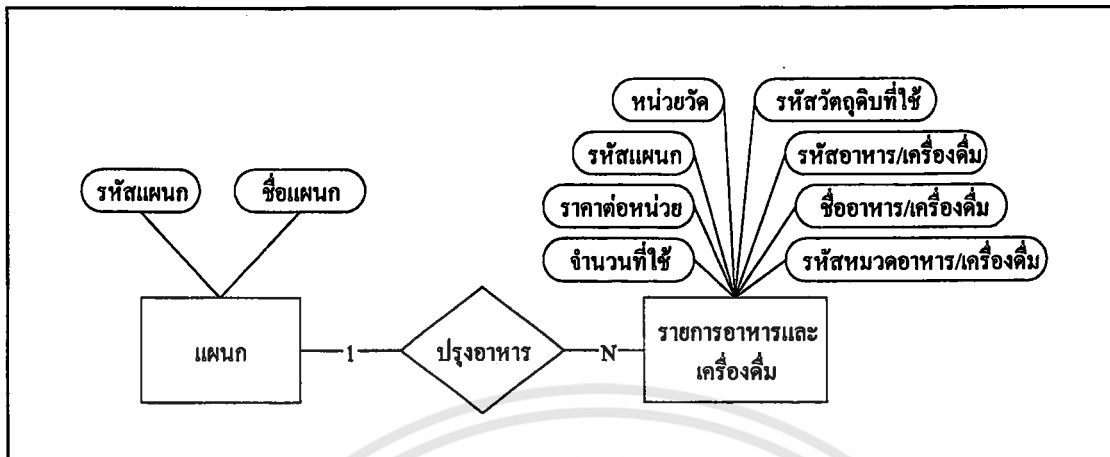 หน่วยวัด
รหัสวัตถุดิบที่ใช้
รหัสแผนก
รหัสอาหาร/เครื่องดื่ม
รหัสแผนก
ชื่อแผนก
ราคาต่อหน่วย
ชื่ออาหาร/เครื่องดื่ม
จำนวนที่ใช้
รหัสหมวดอาหาร/เครื่องดื่ม
แผนก
1
ปรุงอาหาร
N
รายการอาหารและ
เครื่องดื่ม